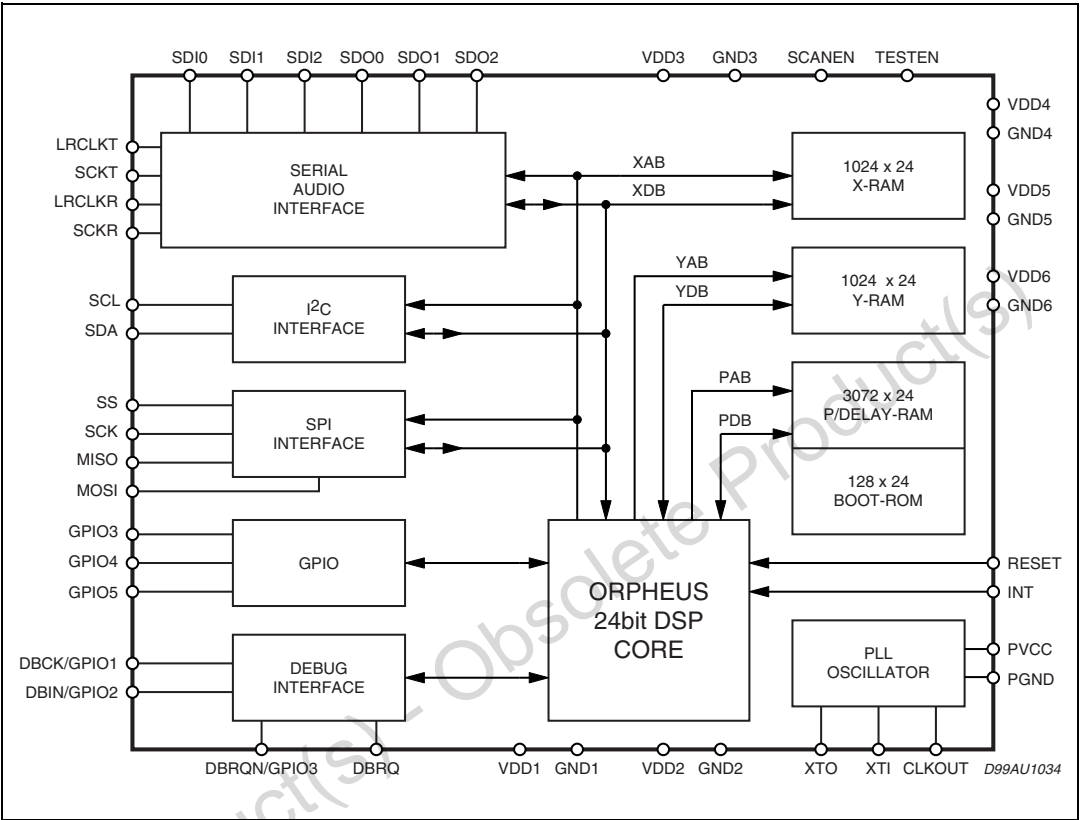 SDI0 SDI1 SDI2 SDO0 SDO1 SDO2 VDD3 GND3 SCANEN TESTEN
VDD4
GND4
VDD5
GND5
VDD6
GND6
LRCLKT
SCKT
LRCLKR
SCKR
SERIAL
AUDIO
INTERFACE
XAB
XDB
1024 x 24
X-RAM
SCL
SDA
I²C
INTERFACE
YAB
YDB
1024 x 24
Y-RAM
SS
SCK
MISO
MOSI
SPI
INTERFACE
PAB
PDB
3072 x 24
P/DELAY-RAM
128 x 24
BOOT-ROM
GPIO3
GPIO4
GPIO5
GPIO
ORPHEUS
24bit DSP
CORE
RESET
INT
DBCK/GPIO1
DBIN/GPIO2
DEBUG
INTERFACE
PLL
OSCILLATOR
PVCC
PGND
DBRQN/GPIO3 DBRQ VDD1 GND1 VDD2 GND2 XTO XTI CLKOUT D99AU1034
uct(s) - Obsolete Product(s)